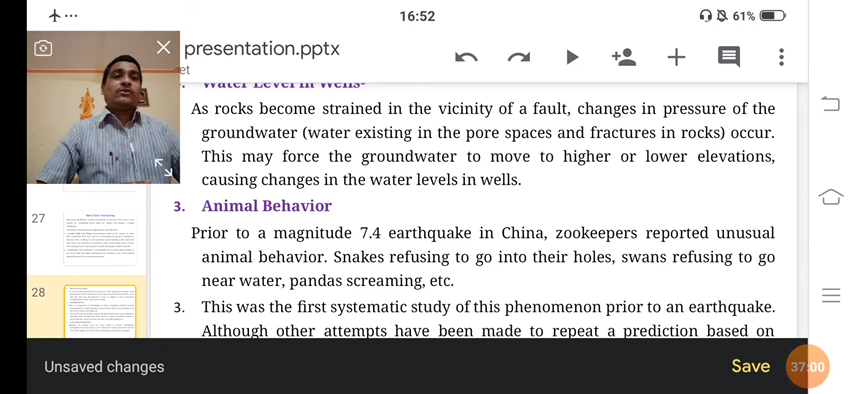 16:52
61%
presentation.pptx
et
Water Level in Wells-
As rocks become strained in the vicinity of a fault, changes in pressure of the
groundwater (water existing in the pore spaces and fractures in rocks) occur.
This may force the groundwater to move to higher or lower elevations,
causing changes in the water levels in wells.
3. Animal Behavior
Prior to a magnitude 7.4 earthquake in China, zookeepers reported unusual
animal behavior. Snakes refusing to go into their holes, swans refusing to go
near water, pandas screaming, etc.
3. This was the first systematic study of this phenomenon prior to an earthquake.
Although other attempts have been made to repeat a prediction based on
27
28
Unsaved changes
Save
37:00